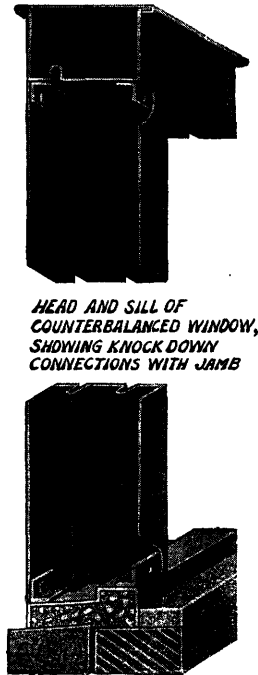 HEAD AND SILL OF
COUNTERBALANCED WINDOW,
SHOWING KNOCK DOWN
CONNECTIONS WITH JAMB